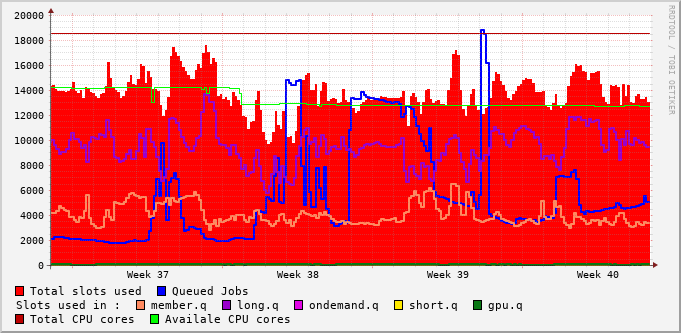 20000
18000
16000
14000
12000
10000
8000
6000
4000
2000
0
Week 37 Week 38 Week 39 Week 40
RRDTOOL / TOBI OETIKER
Total slots used Queued Jobs
Slots used in : member.q long.q ondemand.q short.q gpu.q
Total CPU cores Availale CPU cores